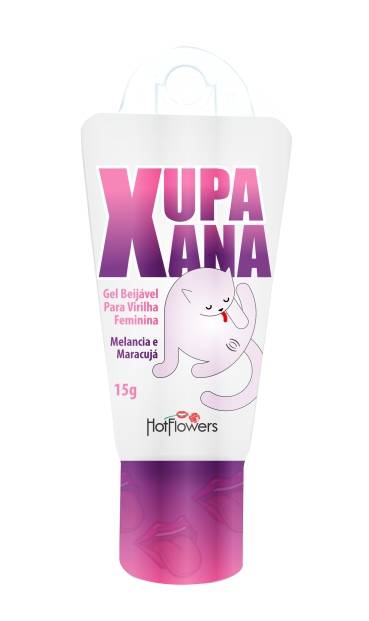 XUPA
XANA
Gel Beijável
Para Virilha
Feminina
Melancia e
Maracujá
15g
HotFlowers